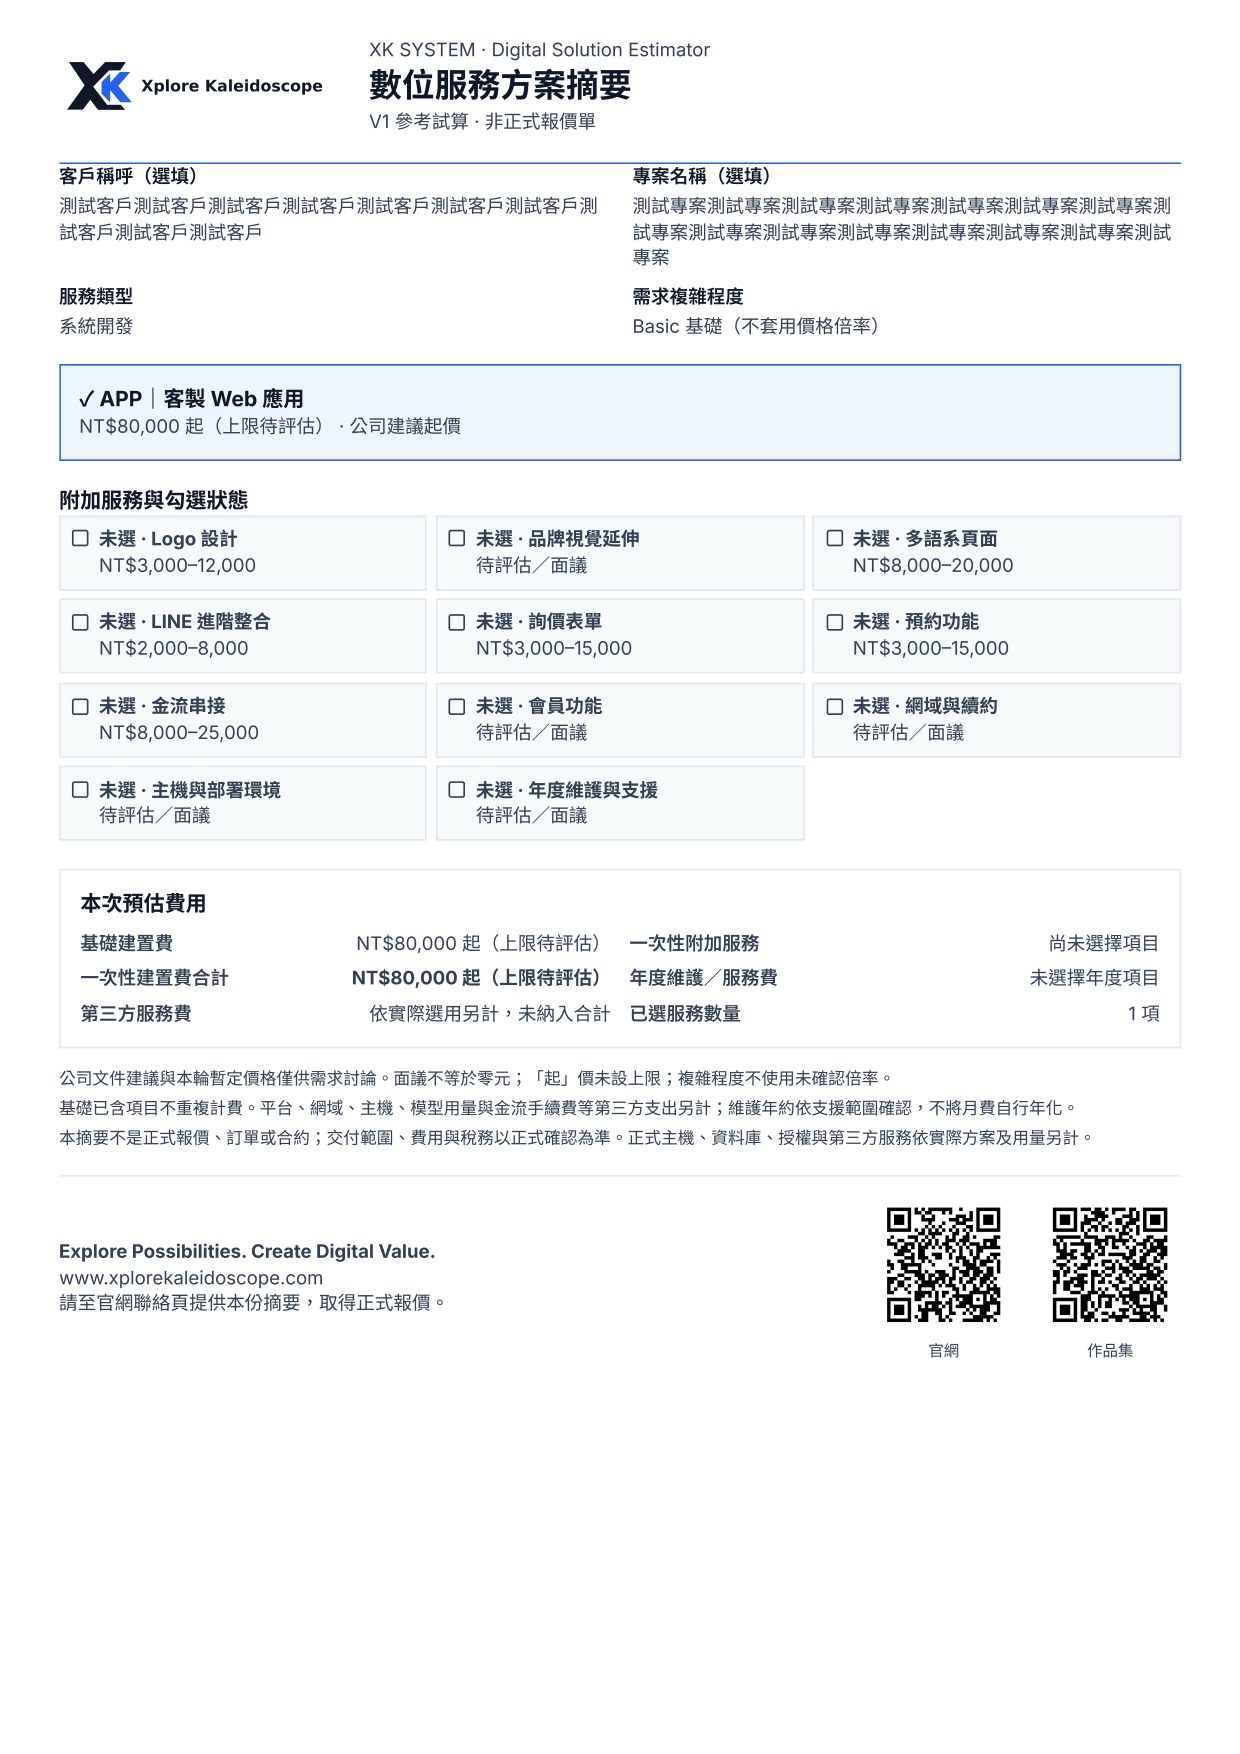 XK SYSTEM · Digital Solution Estimator
XK Xplore Kaleidoscope
數位服務方案摘要
V1 參考試算 · 非正式報價單
客戶稱呼（選填）
測試客戶測試客戶測試客戶測試客戶測試客戶測試客戶測試客戶測
試客戶測試客戶測試客戶
專案名稱（選填）
測試專案測試專案測試專案測試專案測試專案測試專案測試專案測
試專案測試專案測試專案測試專案測試專案測試專案測試專案測試
專案
服務類型
系統開發
需求複雜程度
Basic 基礎（不套用價格倍率）
✓ APP｜客製 Web 應用
NT$80,000 起（上限待評估） · 公司建議起價
附加服務與勾選狀態
未選 · Logo 設計
NT$3,000–12,000
未選 · 品牌視覺延伸
待評估／面議
未選 · 多語系頁面
NT$8,000–20,000
未選 · LINE 進階整合
NT$2,000–8,000
未選 · 詢價表單
NT$3,000–15,000
未選 · 預約功能
NT$3,000–15,000
未選 · 金流串接
NT$8,000–25,000
未選 · 會員功能
待評估／面議
未選 · 網域與續約
待評估／面議
未選 · 主機與部署環境
待評估／面議
未選 · 年度維護與支援
待評估／面議
本次預估費用
基礎建置費 NT$80,000 起（上限待評估） 一次性附加服務 尚未選擇項目
一次性建置費合計 NT$80,000 起（上限待評估） 年度維護／服務費 未選擇年度項目
第三方服務費 依實際選用另計，未納入合計 已選服務數量 1 項
公司文件建議與本輪暫定價格僅供需求討論。面議不等於零元；「起」價未設上限；複雜程度不使用未確認倍率。
基礎已含項目不重複計費。平台、網域、主機、模型用量與金流手續費等第三方支出另計；維護年約依支援範圍確認，不將月費自行年化。
本摘要不是正式報價、訂單或合約；交付範圍、費用與稅務以正式確認為準。正式主機、資料庫、授權與第三方服務依實際方案及用量另計。
Explore Possibilities. Create Digital Value.
www.xplorekaleidoscope.com
請至官網聯絡頁提供本份摘要，取得正式報價。
官網
作品集